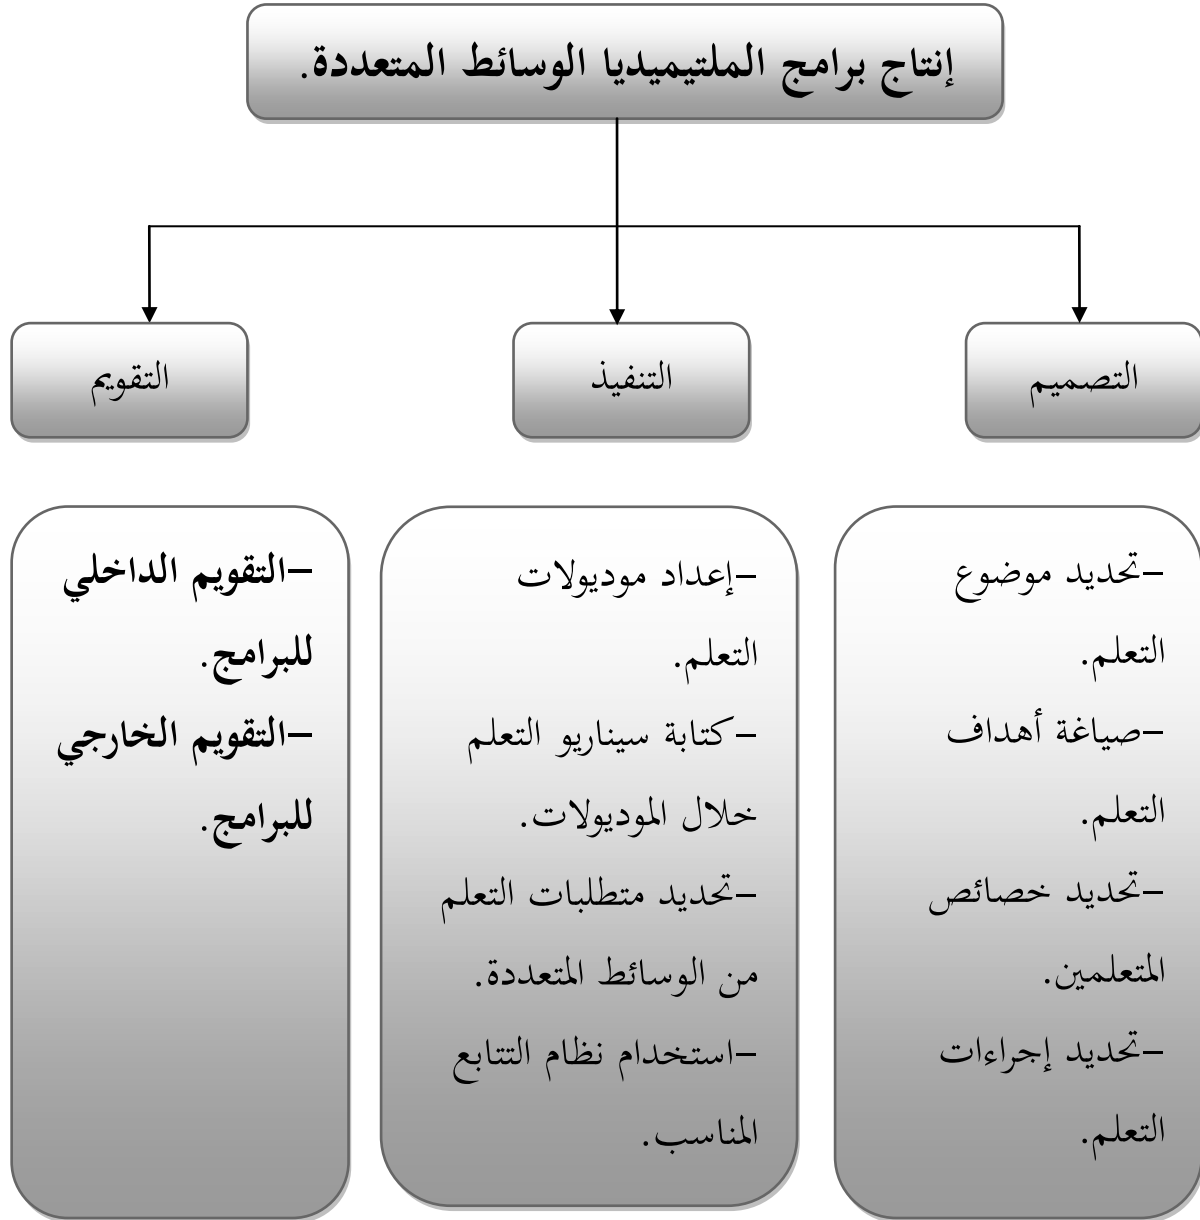 إنتاج برامج الملتيميديا الوسائط المتعددة.
التصميم
التنفيذ
التقويم
-تحديد موضوع
التعلم.
-صياغة أهداف
التعلم.
-تحديد خصائص
المتعلمين.
-تحديد إجراءات
التعلم.
-إعداد موديولات
التعلم.
-كتابة سيناريو التعلم
خلال الموديولات.
-تحديد متطلبات التعلم
من الوسائط المتعددة.
-استخدام نظام التتابع
المناسب.
-التقويم الداخلي
للبرامج.
-التقويم الخارجي
للبرامج.